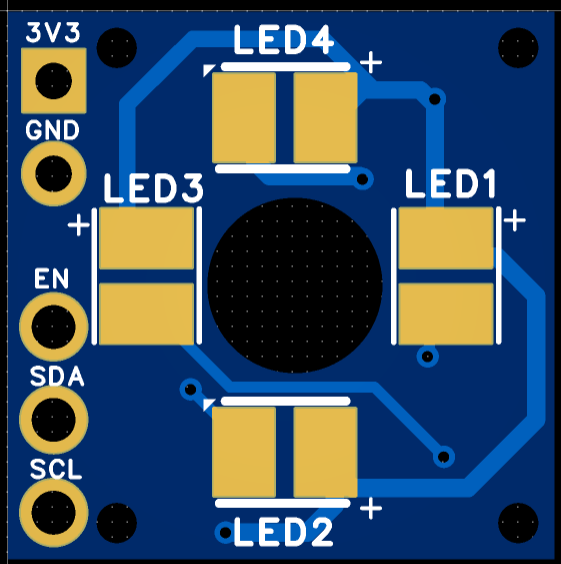 3V3
LED4
+
GND
LED3
LED1
+
+
EN
SDA
SCL
+
LED2